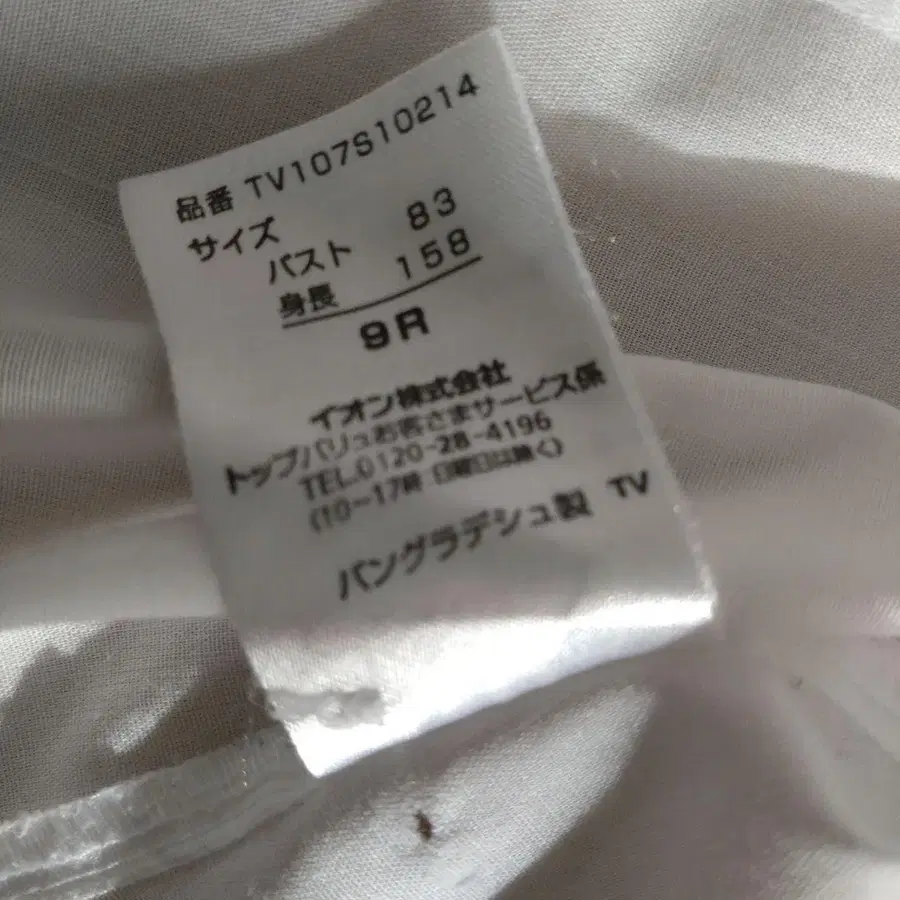 品番 TV107S10214
サイズ
バスト 83
身長 158
9R
イオン株式会社
トップバリュお客さまサービス係
TEL.0120-28-4196
(10~17時 日曜日以除く)
バングラデシュ製 TV